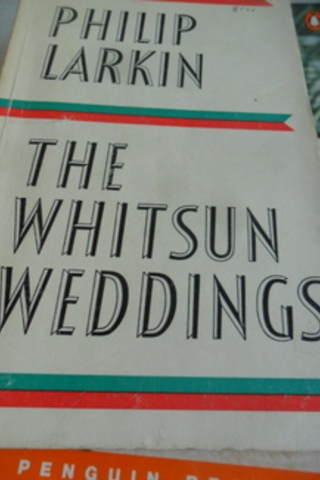 PHILIP
LARKIN
THE
WHITSUN
WEDDINGS
PENGUIN